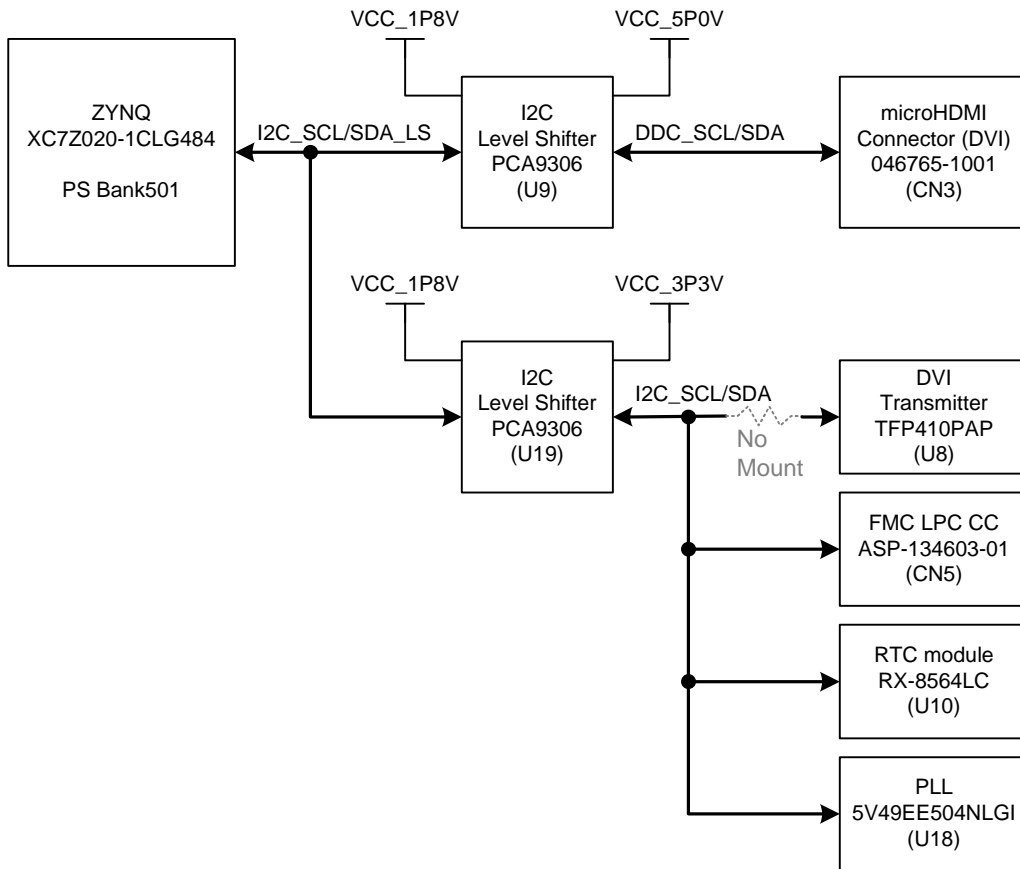 VCC_1P8V
VCC_5P0V
ZYNQ
XC7Z020-1CLG484
PS Bank501
I2C_SCL/SDA_LS
I2C
Level Shifter
PCA9306
(U9)
DDC_SCL/SDA
microHDMI
Connector (DVI)
046765-1001
(CN3)
VCC_1P8V
VCC_3P3V
I2C
Level Shifter
PCA9306
(U19)
I2C_SCL/SDA
No
Mount
DVI
Transmitter
TFP410PAP
(U8)
FMC LPC CC
ASP-134603-01
(CN5)
RTC module
RX-8564LC
(U10)
PLL
5V49EE504NLGI
(U18)